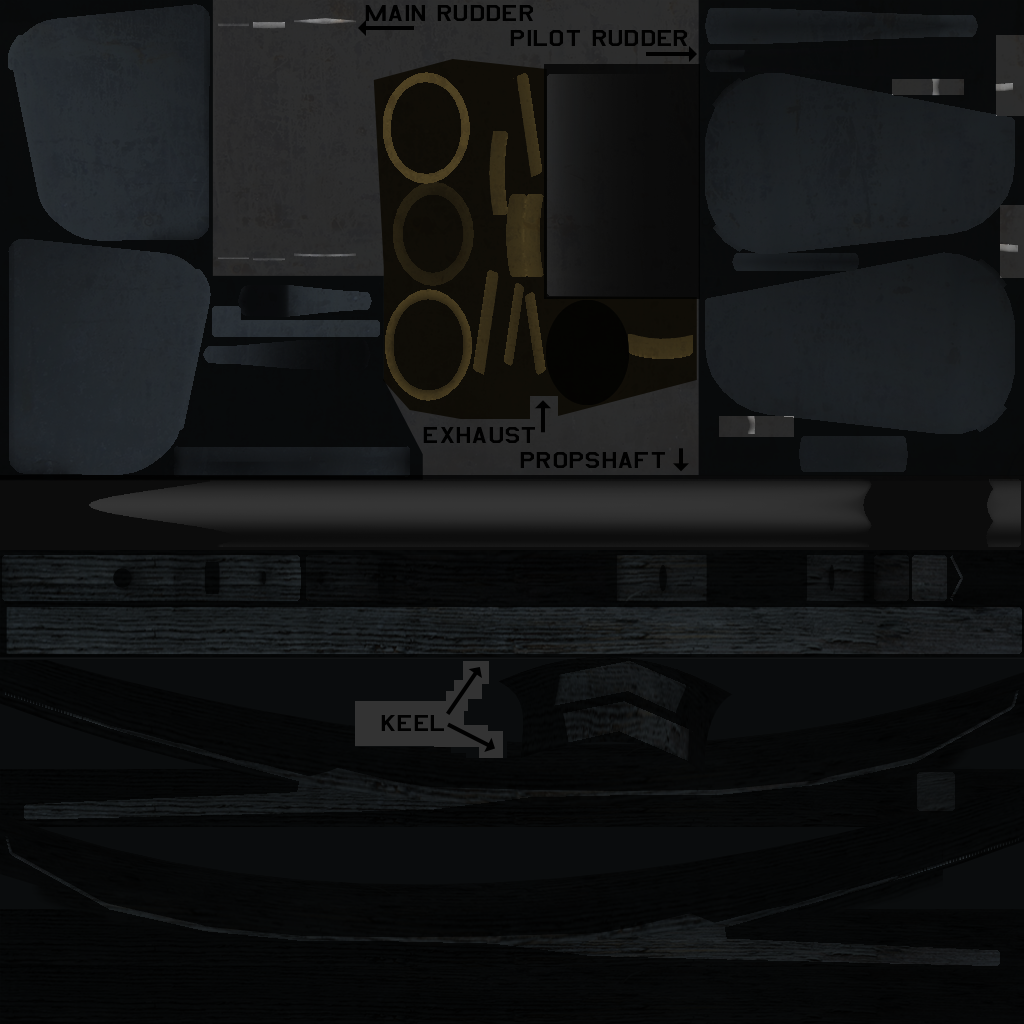 MAIN RUDDER
PILOT RUDDER
EXHAUST
PROPSHAFT
KEEL